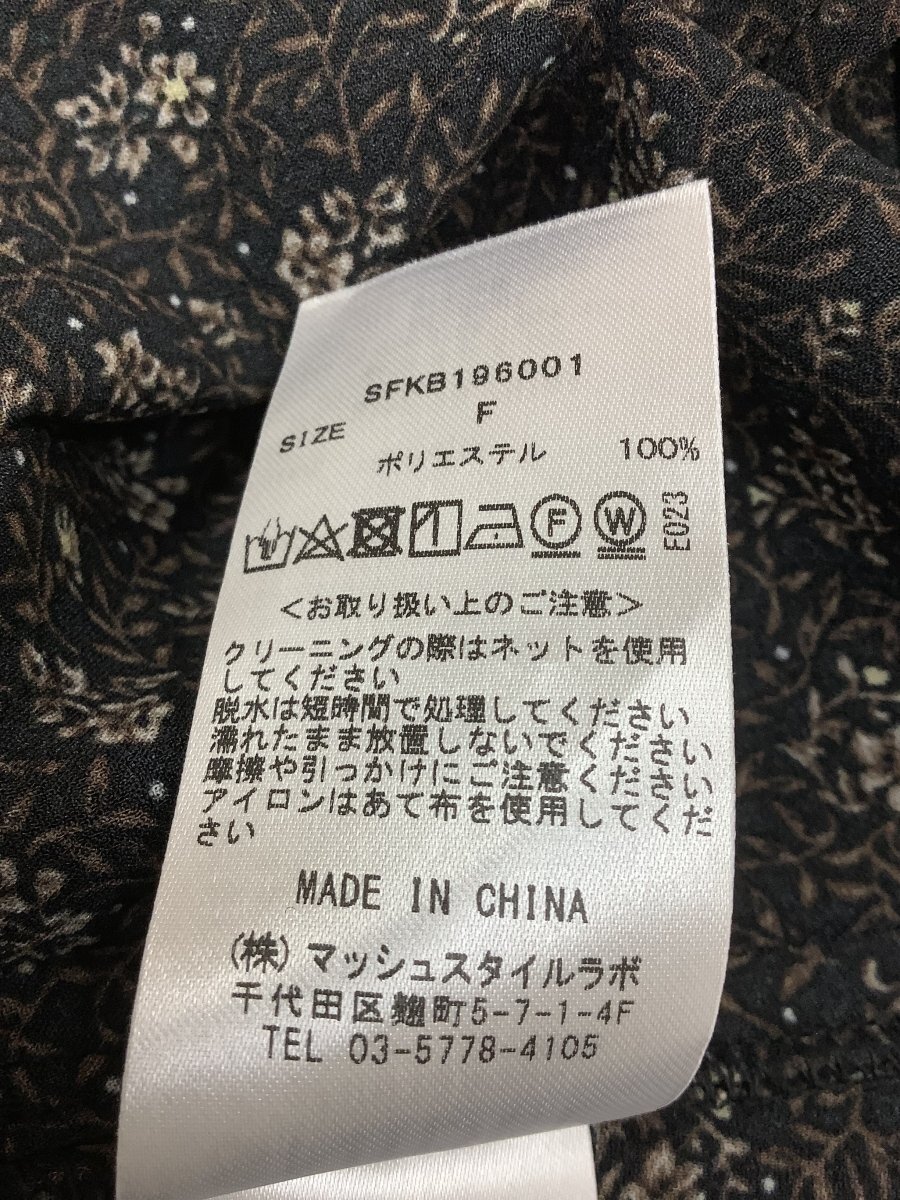 SFKB196001
SIZE F
ポリエステル 100%
F W E023
<お取り扱い上のご注意>
クリーニングの際はネットを使用
してください
脱水は短時間で処理してください
濡れたまま放置しないでください
摩擦や引っかけにご注意ください
アイロンはあて布を使用してくだ
さい
MADE IN CHINA
(株)マッシュスタイルラボ
千代田区麹町5-7-1-4F
TEL 03-5778-4105